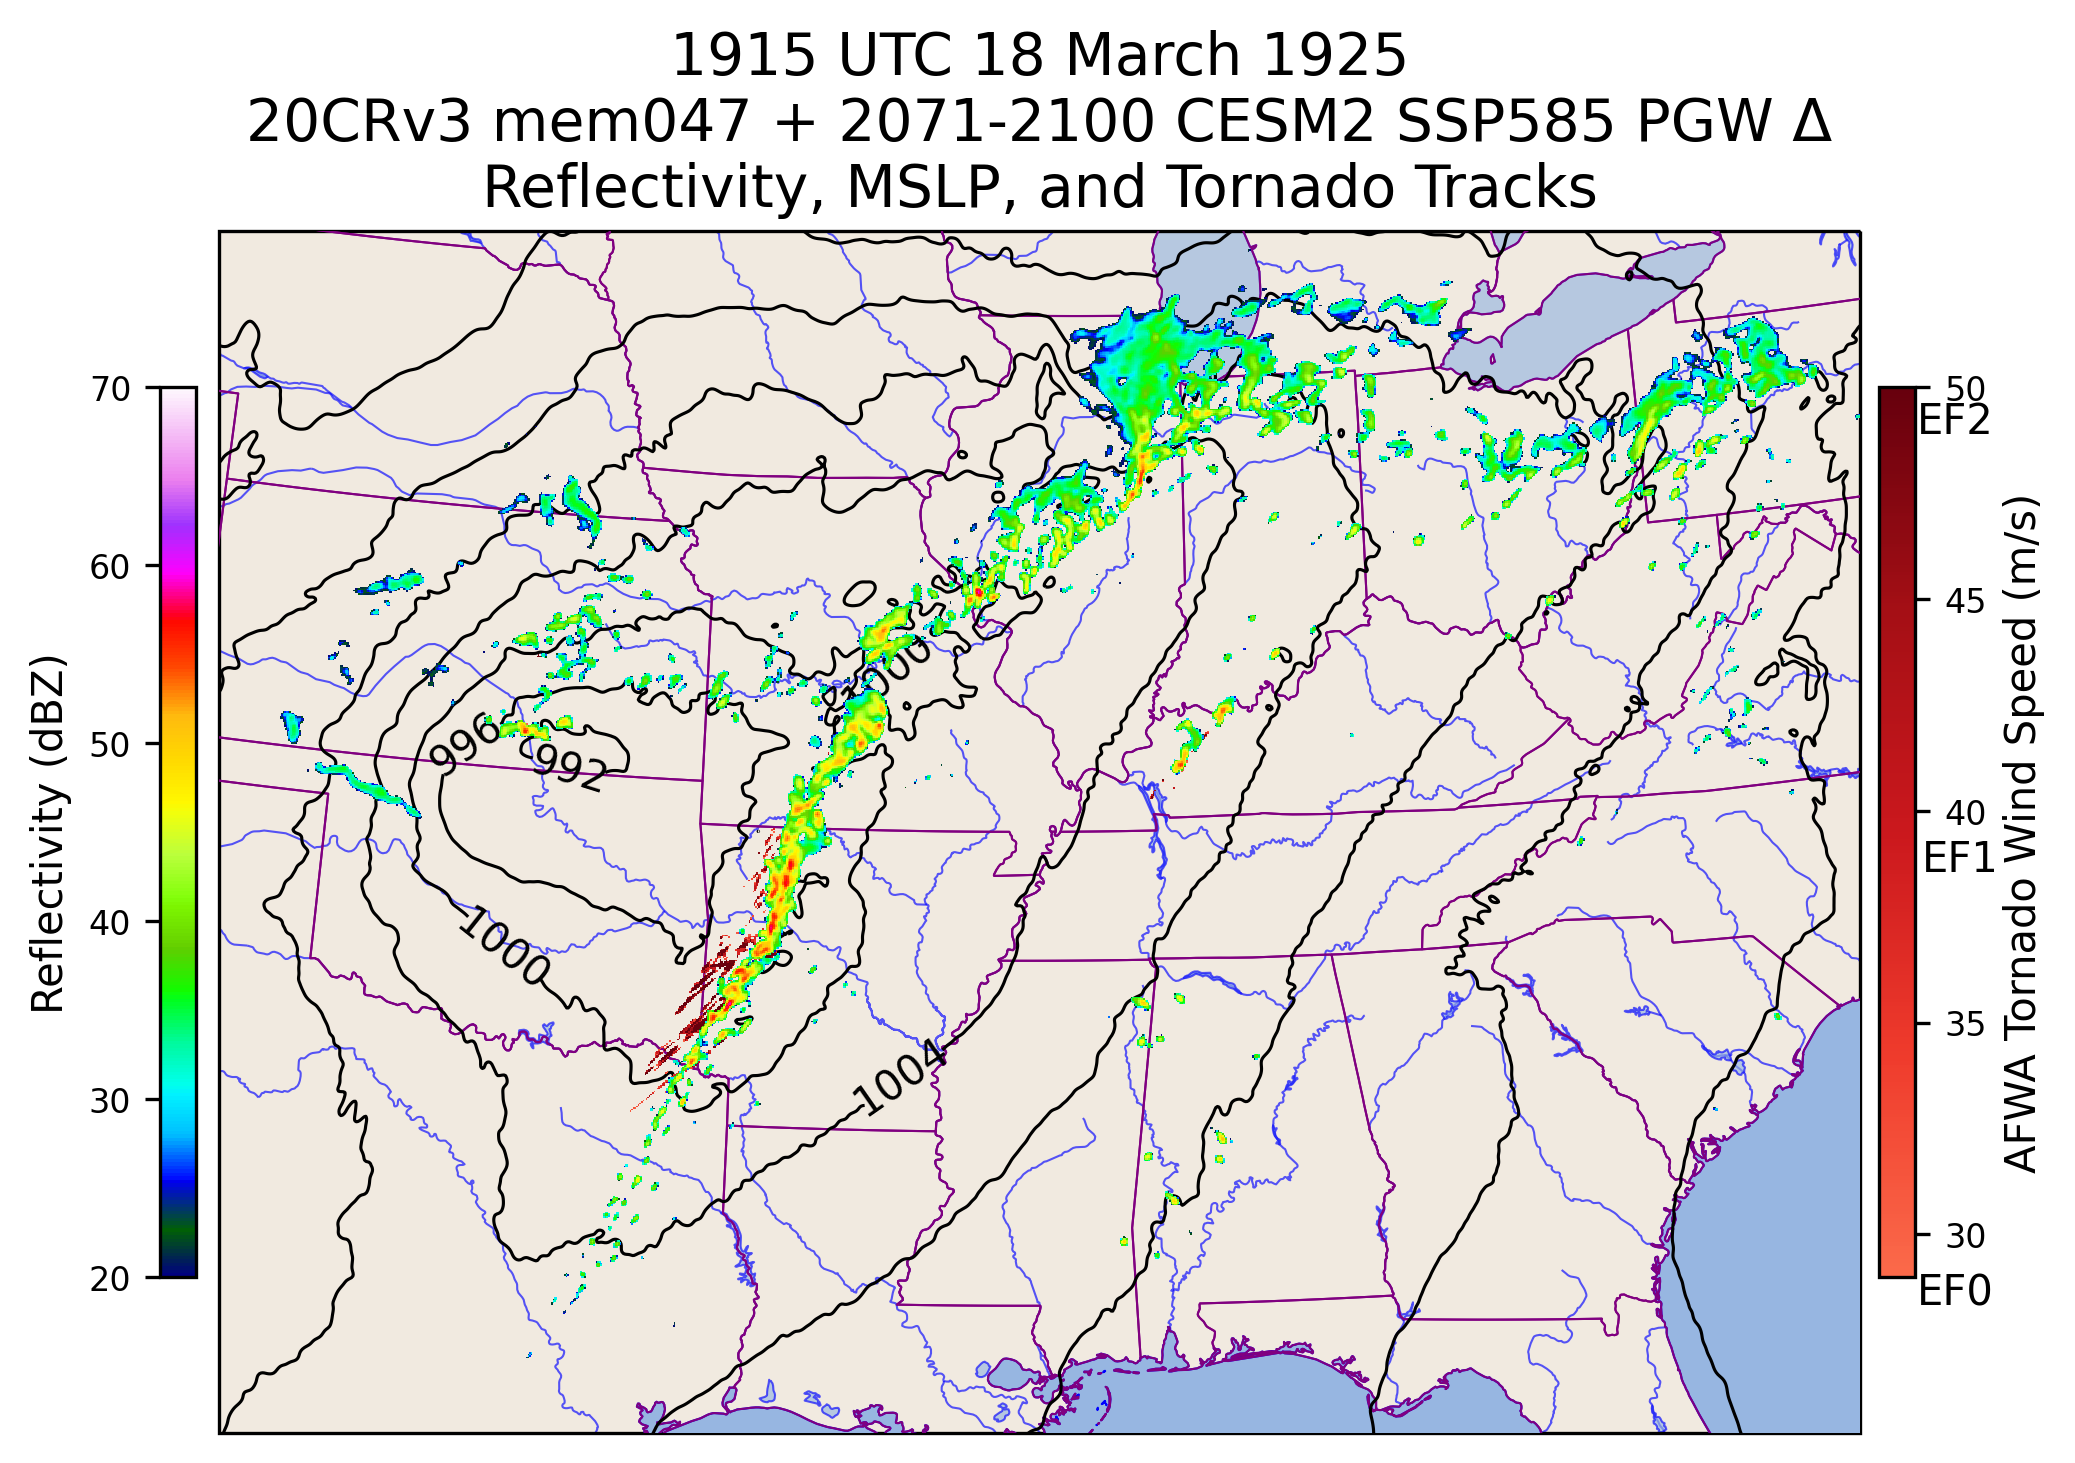 1915 UTC 18 March 1925
20CRv3 mem047 + 2071-2100 CESM2 SSP585 PGW Δ
Reflectivity, MSLP, and Tornado Tracks
70
60
50
40
30
20
Reflectivity (dBZ)
996
992
1000
1000
1004
50
EF2
45
40
EF1
35
30
EF0
AFWA Tornado Wind Speed (m/s)